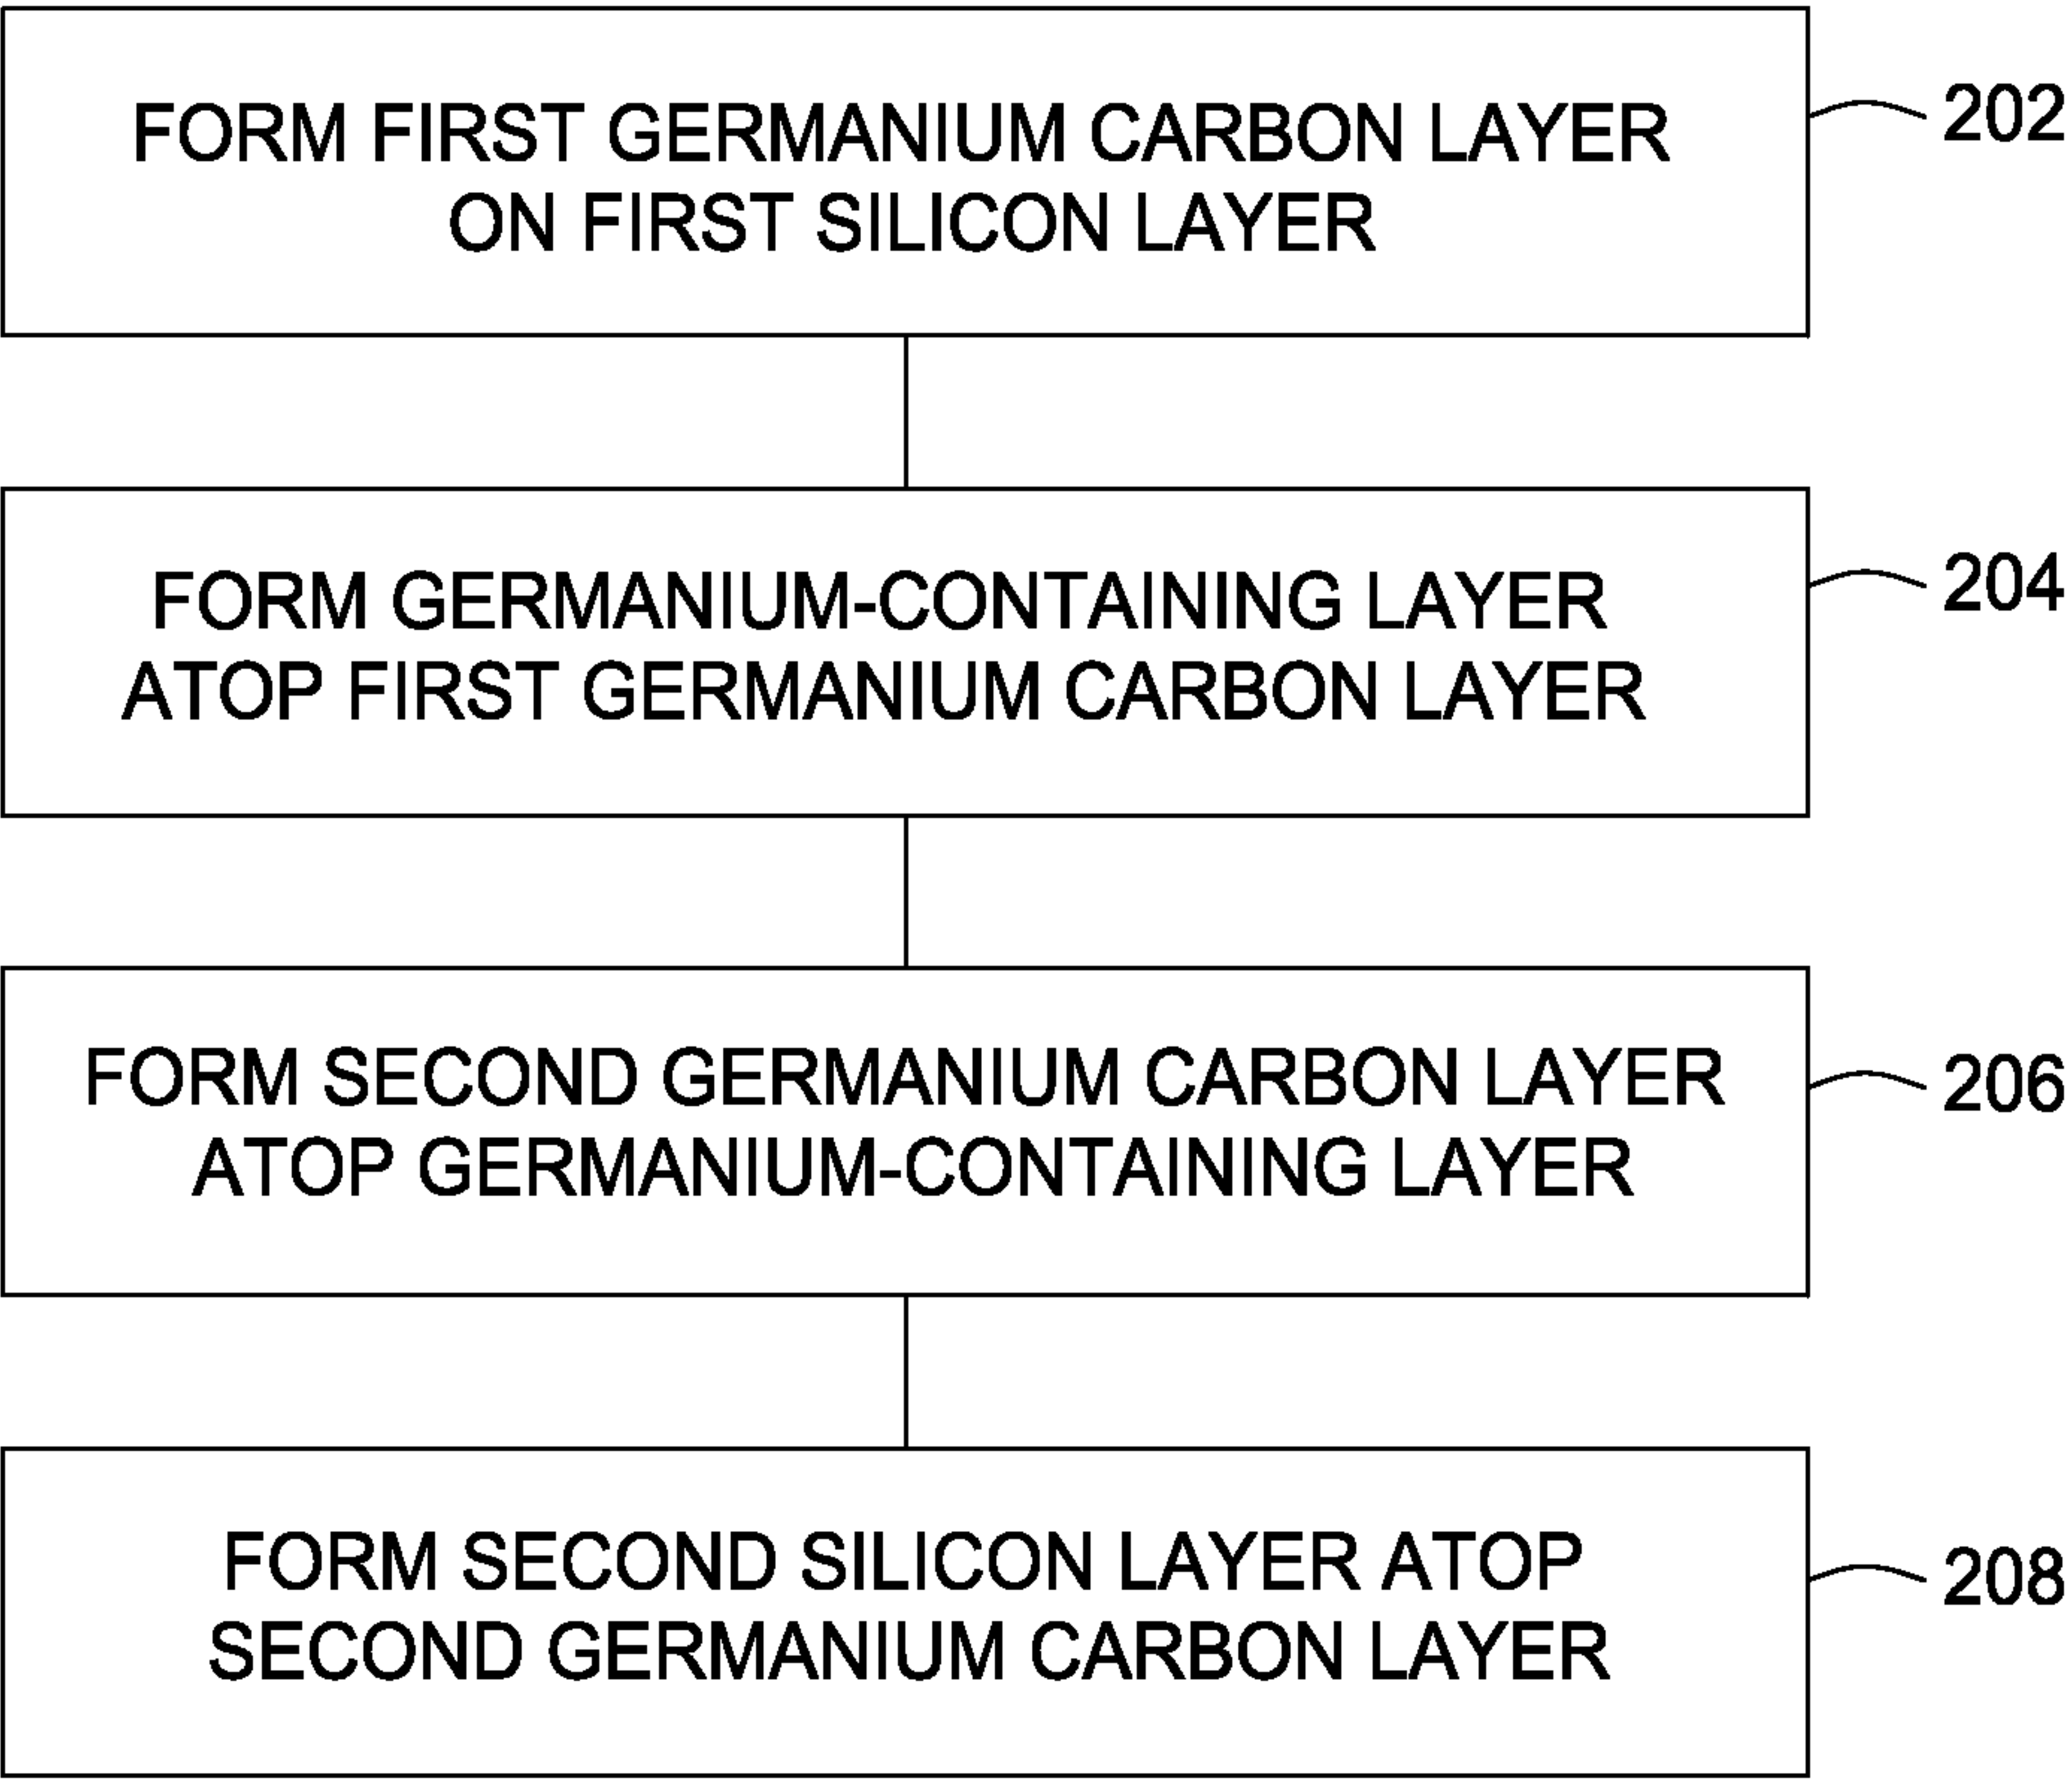 FORM FIRST GERMANIUM CARBON LAYER
ON FIRST SILICON LAYER
202
FORM GERMANIUM-CONTAINING LAYER
ATOP FIRST GERMANIUM CARBON LAYER
204
FORM SECOND GERMANIUM CARBON LAYER
ATOP GERMANIUM-CONTAINING LAYER
206
FORM SECOND SILICON LAYER ATOP
SECOND GERMANIUM CARBON LAYER
208